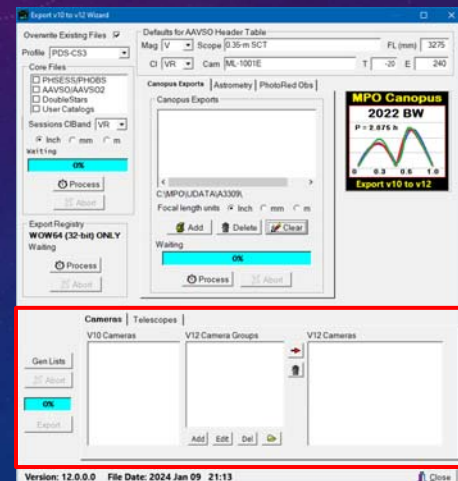 Export v10 to v12 Wizard
Overwrite Existing Files
Profile PDS-CS3
Core Files
PHSESS/PHOBS
AAVSO/AAVSO2
DoubleStars
User Catalogs
Sessions CIBand VR
Inch mm m
Waiting
0%
Process
Abort
Export Registry
WOW64 (32-bit) ONLY
Waiting
Process
Abort
Defaults for AAVSO Header Table
Mag V Scope 0.35-m SCT FL (mm) 3275
CI VR Cam ML-1001E T -20 E 240
Canopus Exports Astrometry PhotoRed Obs
Canopus Exports
C:\MPO\UDATA\A3309\
Focal length units Inch mm m
Add Delete Clear
Waiting
0%
Process Abort
MPO Canopus
2022 BW
P = 2.875 h
0 0.3 0.6 1.0
Export v10 to v12
Cameras Telescopes
V10 Cameras V12 Camera Groups V12 Cameras
Gen Lists
Abort
0%
Export
Add Edit Del
Version: 12.0.0.0 File Date: 2024 Jan 09 21:13
Close